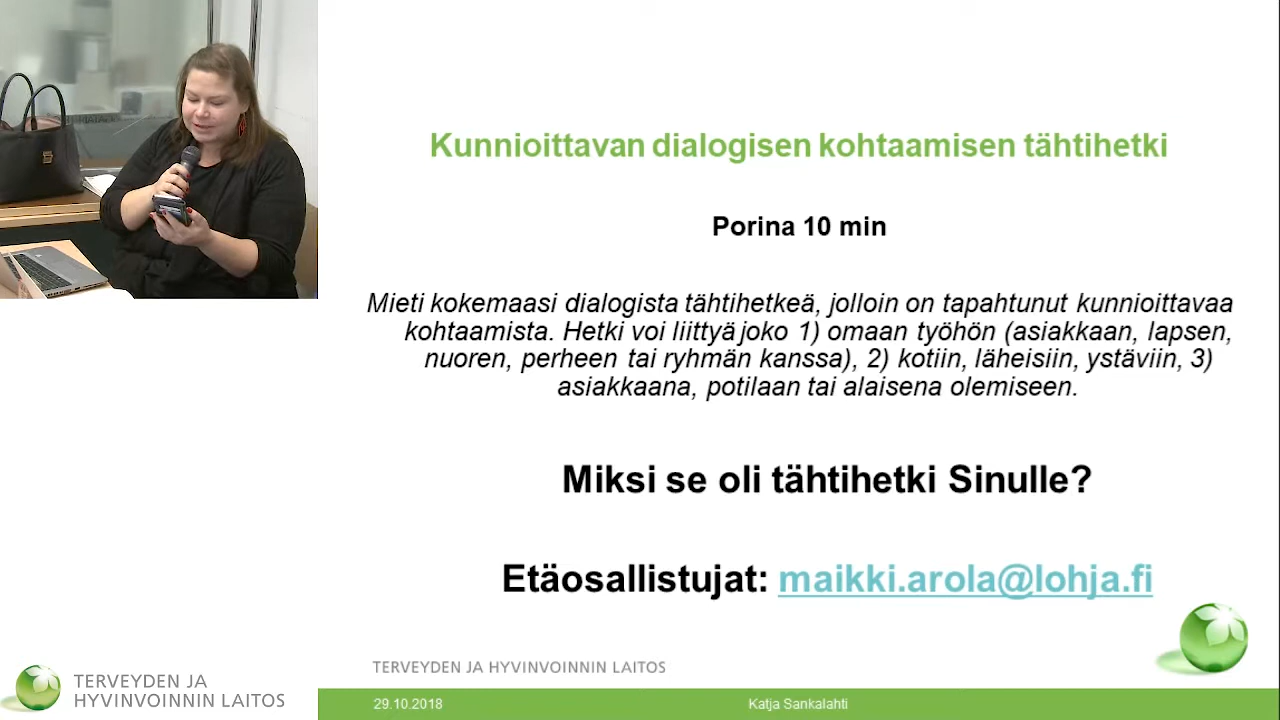 Kunnioittavan dialogisen kohtaamisen tähtihetki
Porina 10 min
Mieti kokemaasi dialogista tähtihetkeä, jolloin on tapahtunut kunnioittavaa
kohtaamista. Hetki voi liittyä joko 1) omaan työhön (asiakkaan, lapsen,
nuoren, perheen tai ryhmän kanssa), 2) kotiin, läheisiin, ystäviin, 3)
asiakkaana, potilaan tai alaisena olemiseen.
Miksi se oli tähtihetki Sinulle?
Etäosallistujat: maikki.arola@lohja.fi
TERVEYDEN JA HYVINVOINNIN LAITOS
29.10.2018 Katja Sankalahti
TERVEYDEN JA
HYVINVOINNIN LAITOS